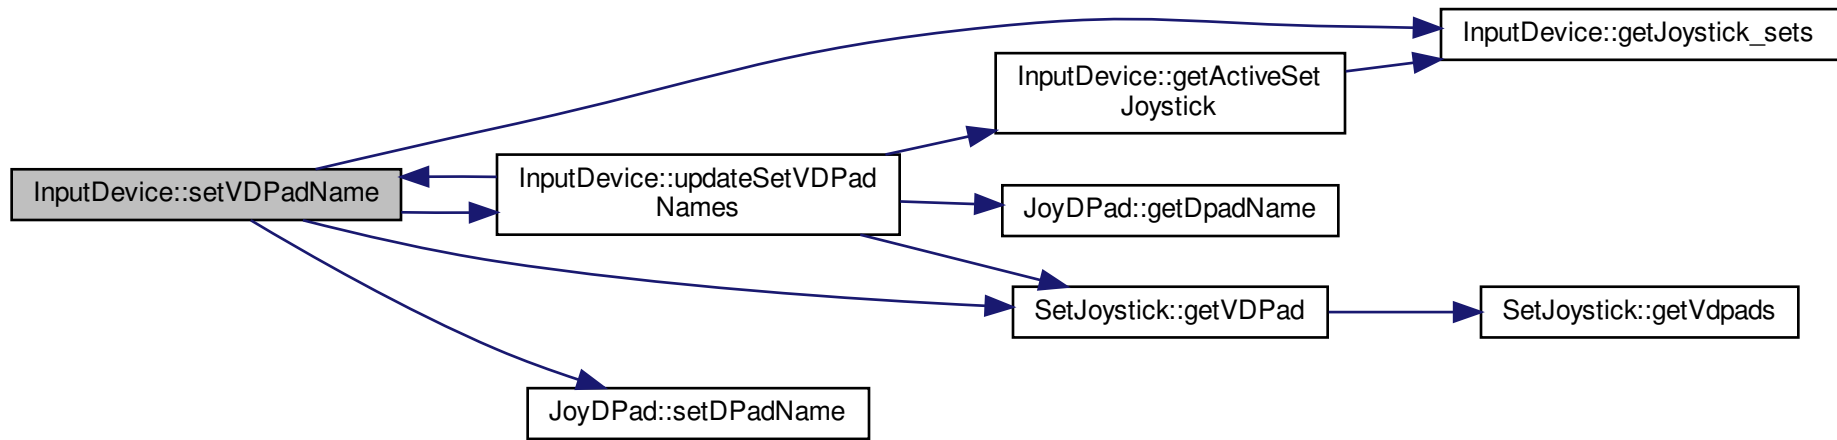 InputDevice::getJoystick_sets
InputDevice::getActiveSet
Joystick
InputDevice::setVDPadName
InputDevice::updateSetVDPad
Names
JoyDPad::getDpadName
SetJoystick::getVDPad
SetJoystick::getVdpads
JoyDPad::setDPadName